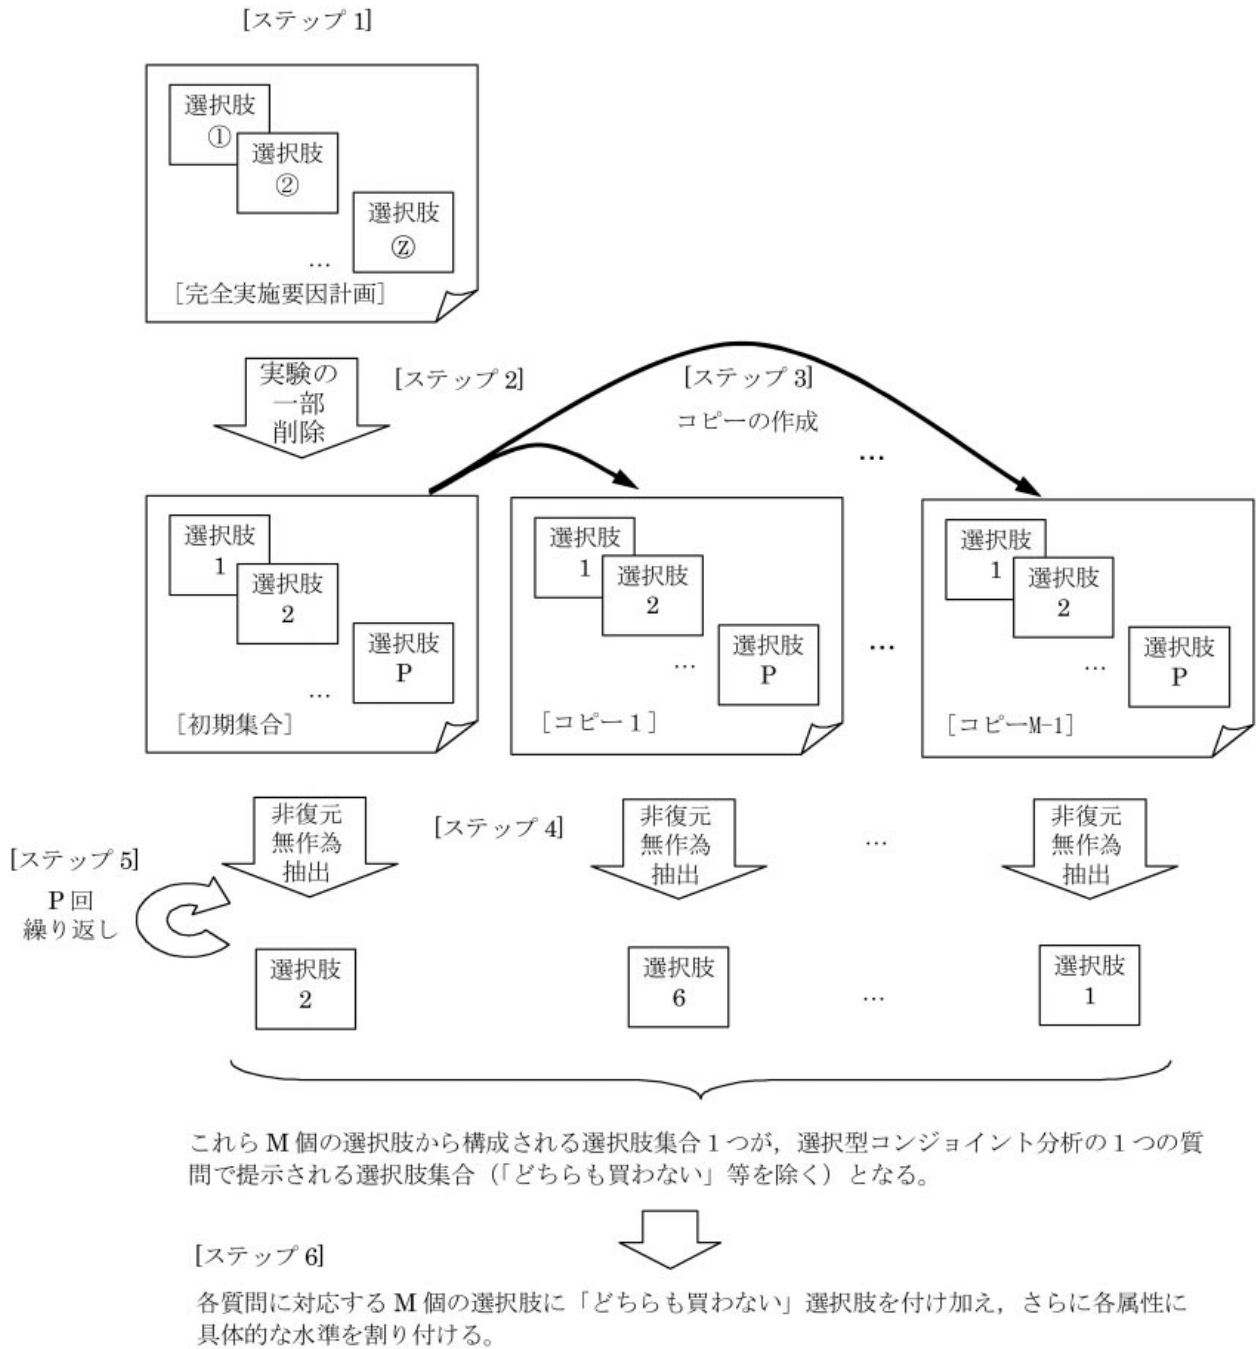 [ステップ 1]
選択肢
①
選択肢
②
選択肢
Ⓩ
…
[完全実施要因計画]
実験の
一部
削除
[ステップ 2]
[ステップ 3]
コピーの作成
…
選択肢
1
選択肢
2
選択肢
P
…
[初期集合]
選択肢
1
選択肢
2
選択肢
P
…
[コピー１]
…
選択肢
1
選択肢
2
選択肢
P
…
[コピーM-1]
非復元
無作為
抽出
[ステップ 4]
非復元
無作為
抽出
…
非復元
無作為
抽出
[ステップ 5]
P 回
繰り返し
選択肢
2
選択肢
6
…
選択肢
1
これら M 個の選択肢から構成される選択肢集合 1 つが，選択型コンジョイント分析の 1 つの質
問で提示される選択肢集合（「どちらも買わない」等を除く）となる。
[ステップ 6]
各質問に対応する M 個の選択肢に「どちらも買わない」選択肢を付け加え，さらに各属性に
具体的な水準を割り付ける。